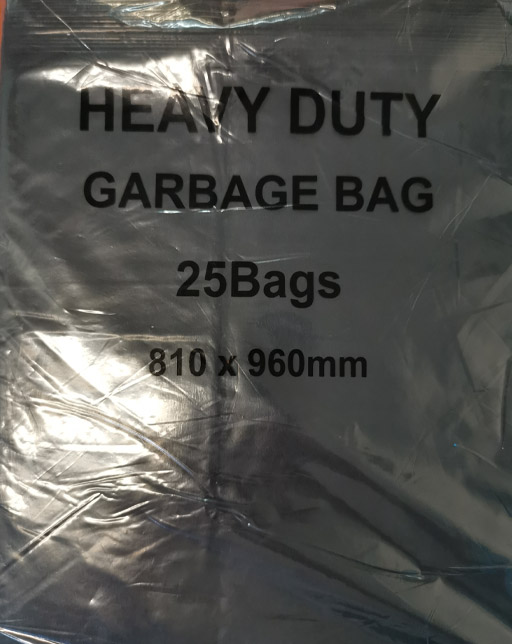 HEAVY DUTY
GARBAGE BAG
25Bags
810 x 960mm